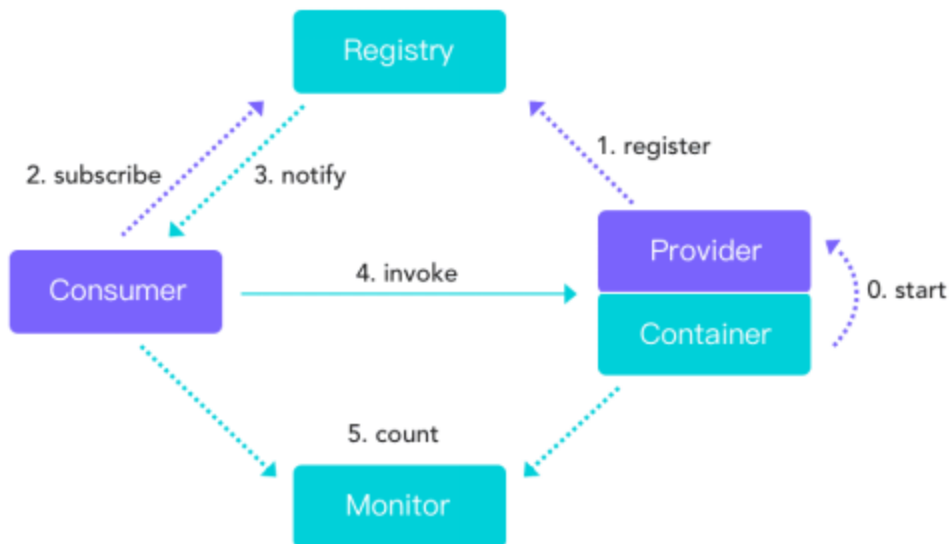 Registry
1. register
2. subscribe
3. notify
Provider
Consumer
4. invoke
0. start
Container
5. count
Monitor